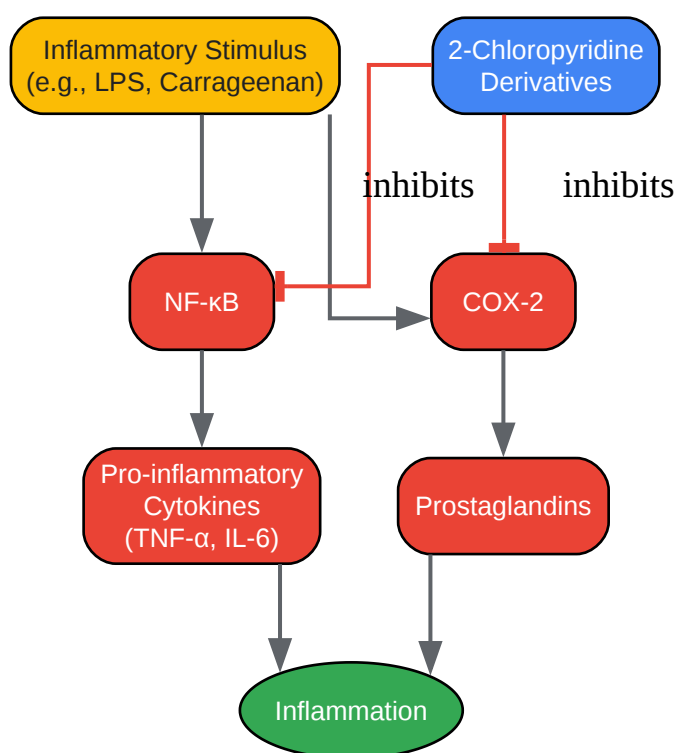 Inflammatory Stimulus
(e.g., LPS, Carrageenan)
2-Chloropyridine
Derivatives
inhibits
inhibits
NF-κB
COX-2
Pro-inflammatory
Cytokines
(TNF-α, IL-6)
Prostaglandins
Inflammation